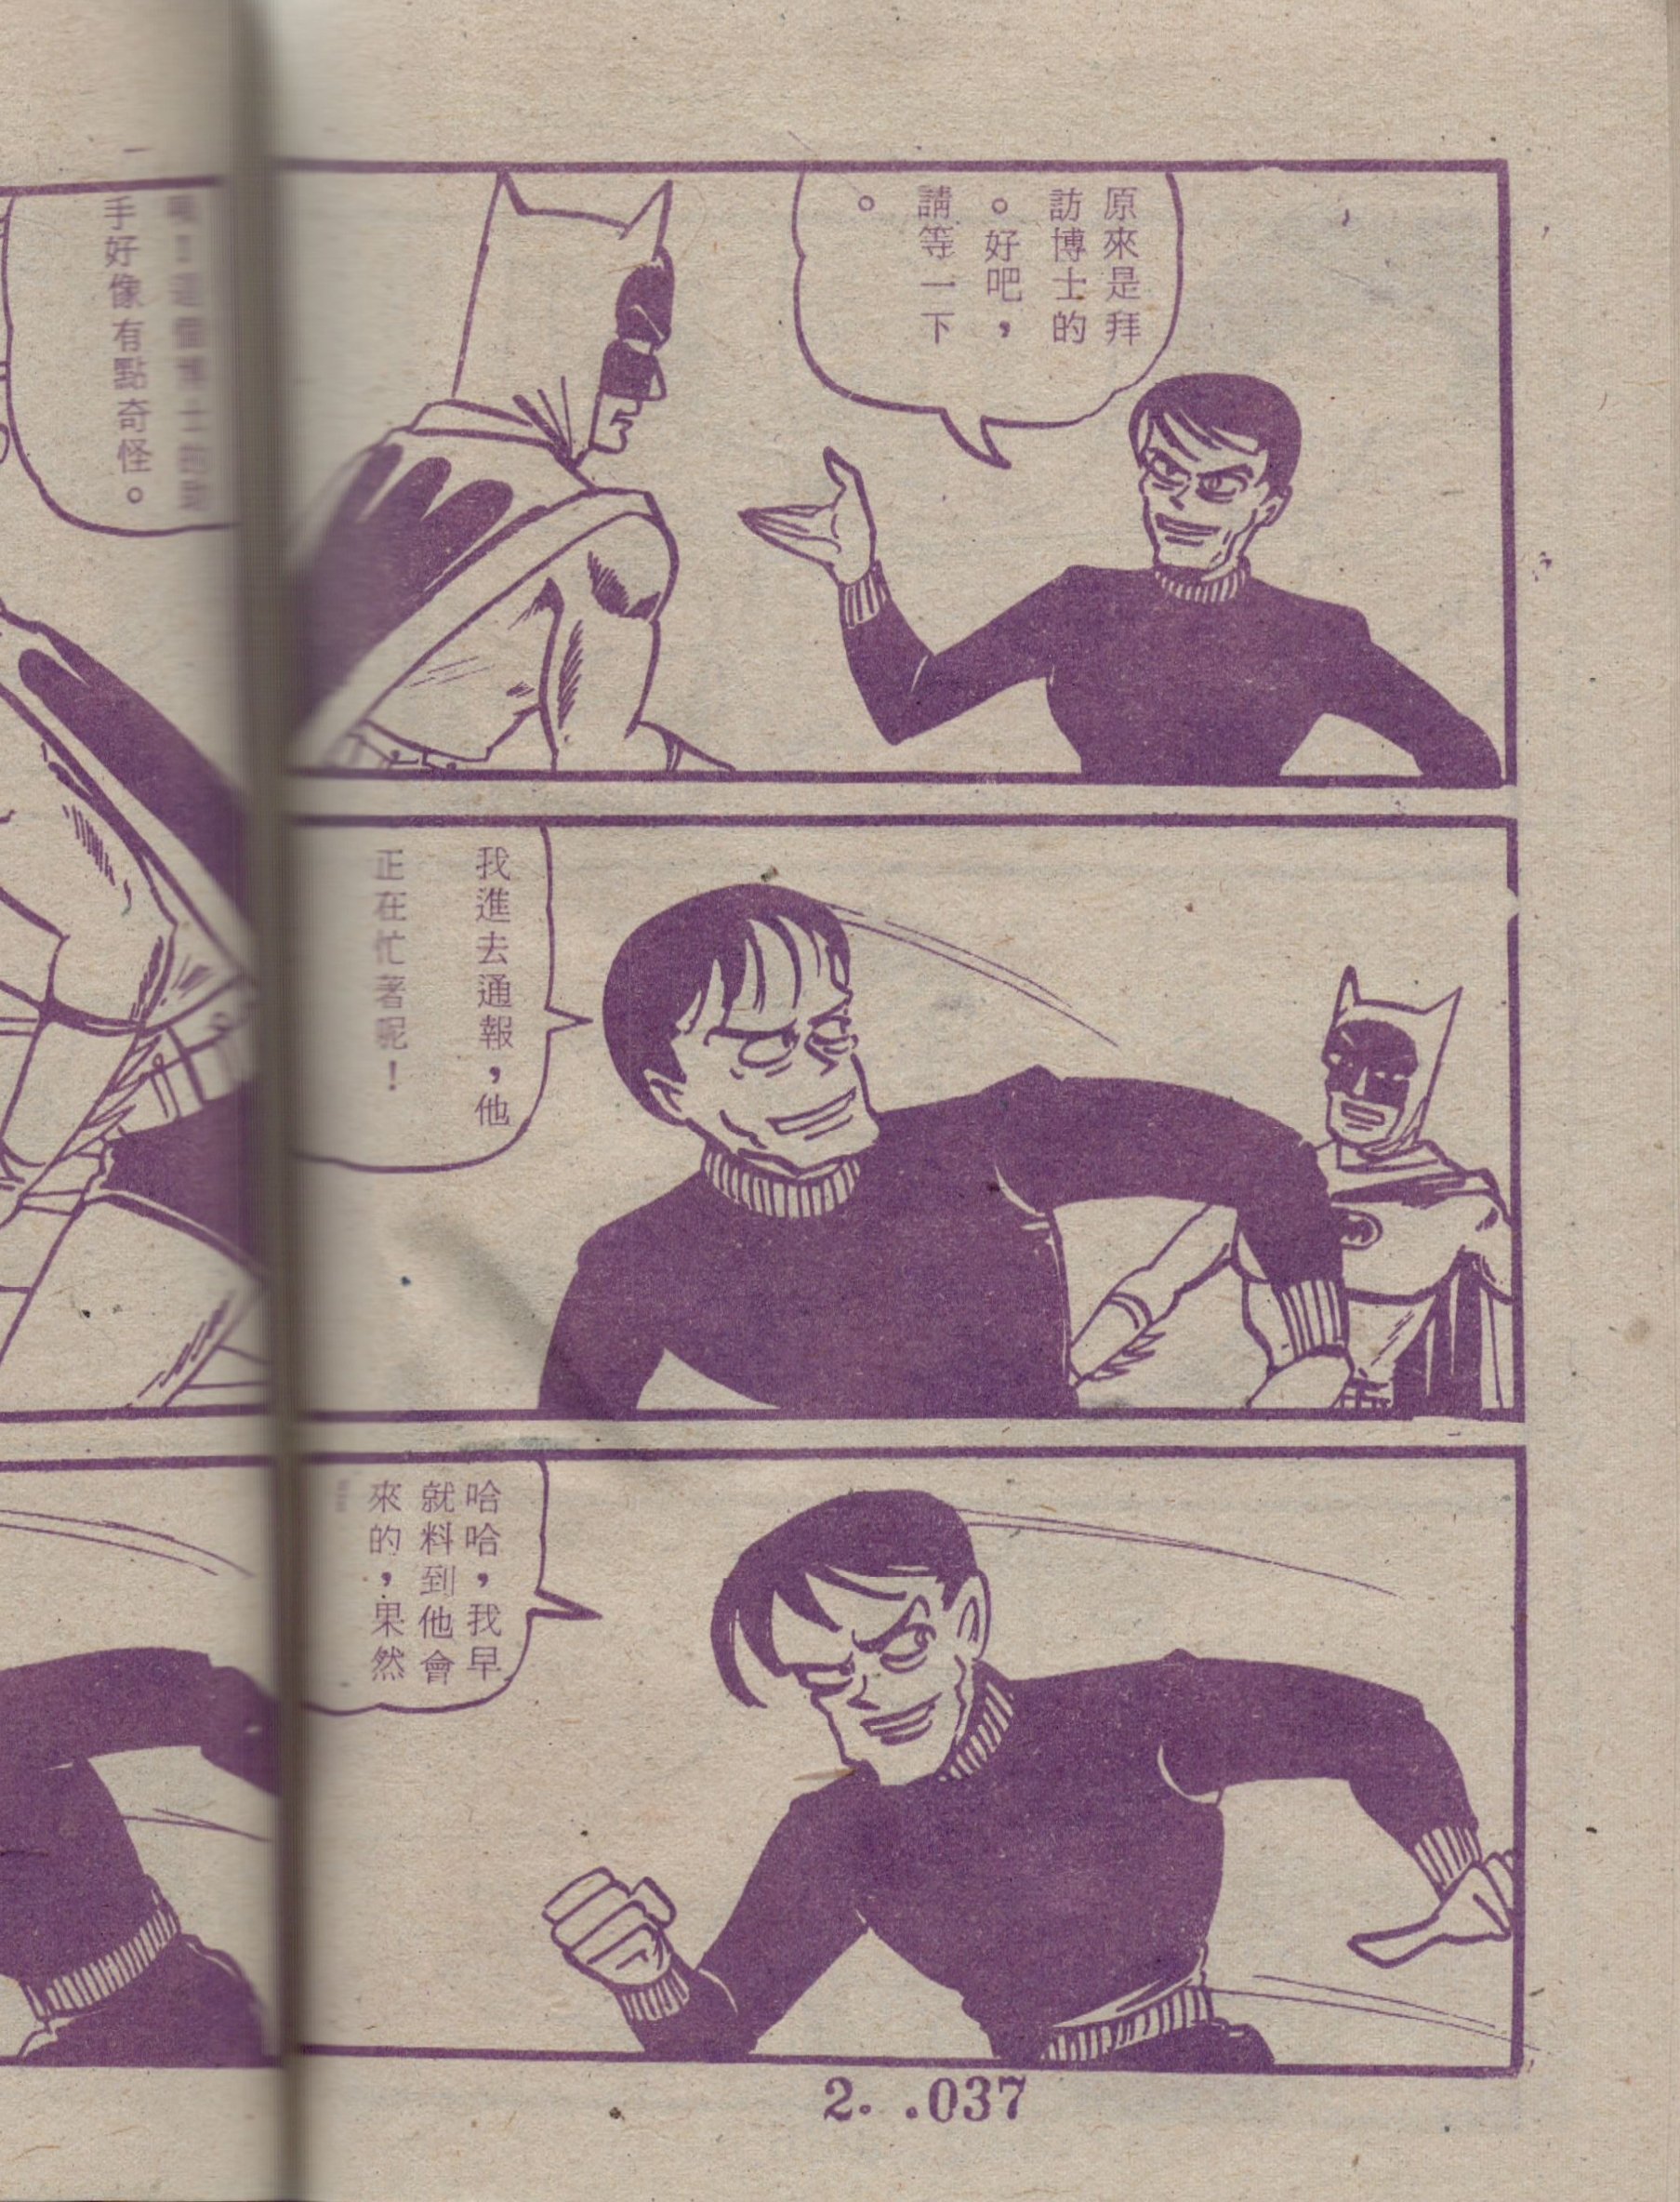 原來是拜
訪博士的
。好吧，
請等一下
。
我進去通報，他
正在忙著呢！
哈哈，我早
就料到他會
來的，果然
手好像有點奇怪。
2. .037